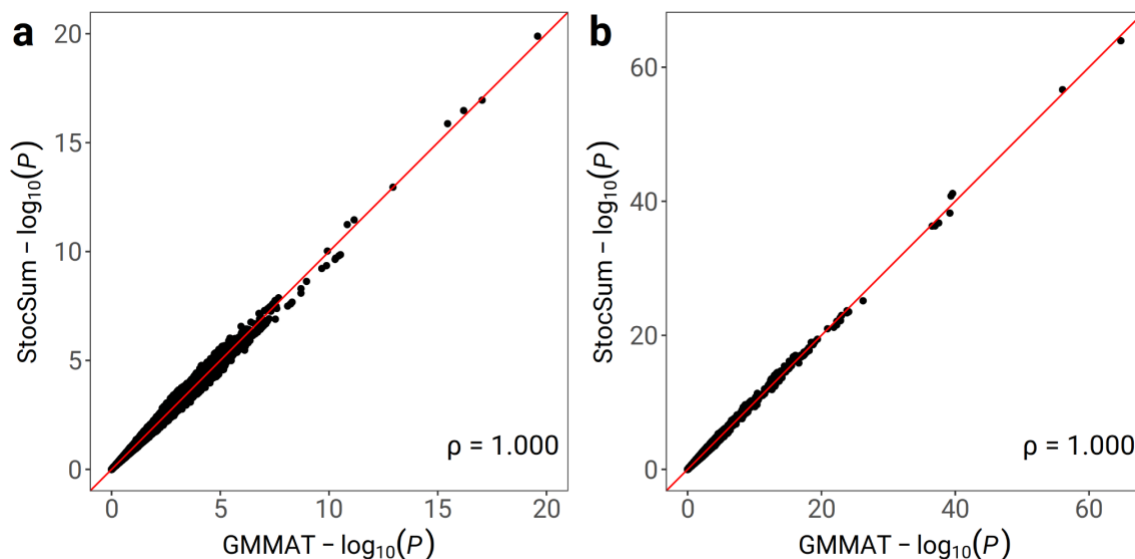 a
StocSum − log₁₀(P)
20
15
10
5
0
0 5 10 15 20
GMMAT − log₁₀(P)
ρ = 1.000
b
StocSum − log₁₀(P)
60
40
20
0
0 20 40 60
GMMAT − log₁₀(P)
ρ = 1.000